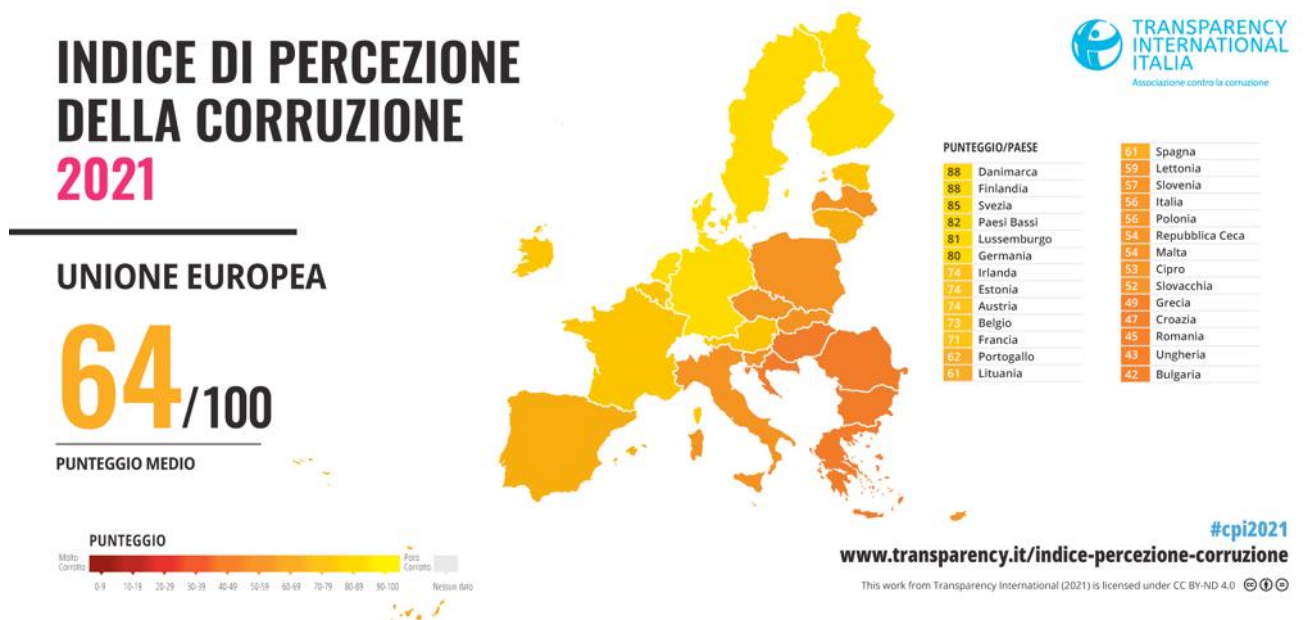 INDICE DI PERCEZIONE
DELLA CORRUZIONE
2021
UNIONE EUROPEA
64/100
PUNTEGGIO MEDIO
TRANSPARENCY
INTERNATIONAL
ITALIA
Associazione contro la corruzione
PUNTEGGIO/PAESE
88 Danimarca
88 Finlandia
85 Svezia
82 Paesi Bassi
81 Lussemburgo
80 Germania
74 Irlanda
74 Estonia
74 Austria
73 Belgio
71 Francia
62 Portogallo
61 Lituania
61 Spagna
59 Lettonia
57 Slovenia
56 Italia
56 Polonia
54 Repubblica Ceca
54 Malta
53 Cipro
52 Slovacchia
49 Grecia
47 Croazia
45 Romania
43 Ungheria
42 Bulgaria
PUNTEGGIO
Molto
Corrotto
Poco
Corrotto
0-9 10-19 20-29 30-39 40-49 50-59 60-69 70-79 80-89 90-100 Nessun dato
#cpi2021
www.transparency.it/indice-percezione-corruzione
This work from Transparency International (2021) is licensed under CC BY-ND 4.0